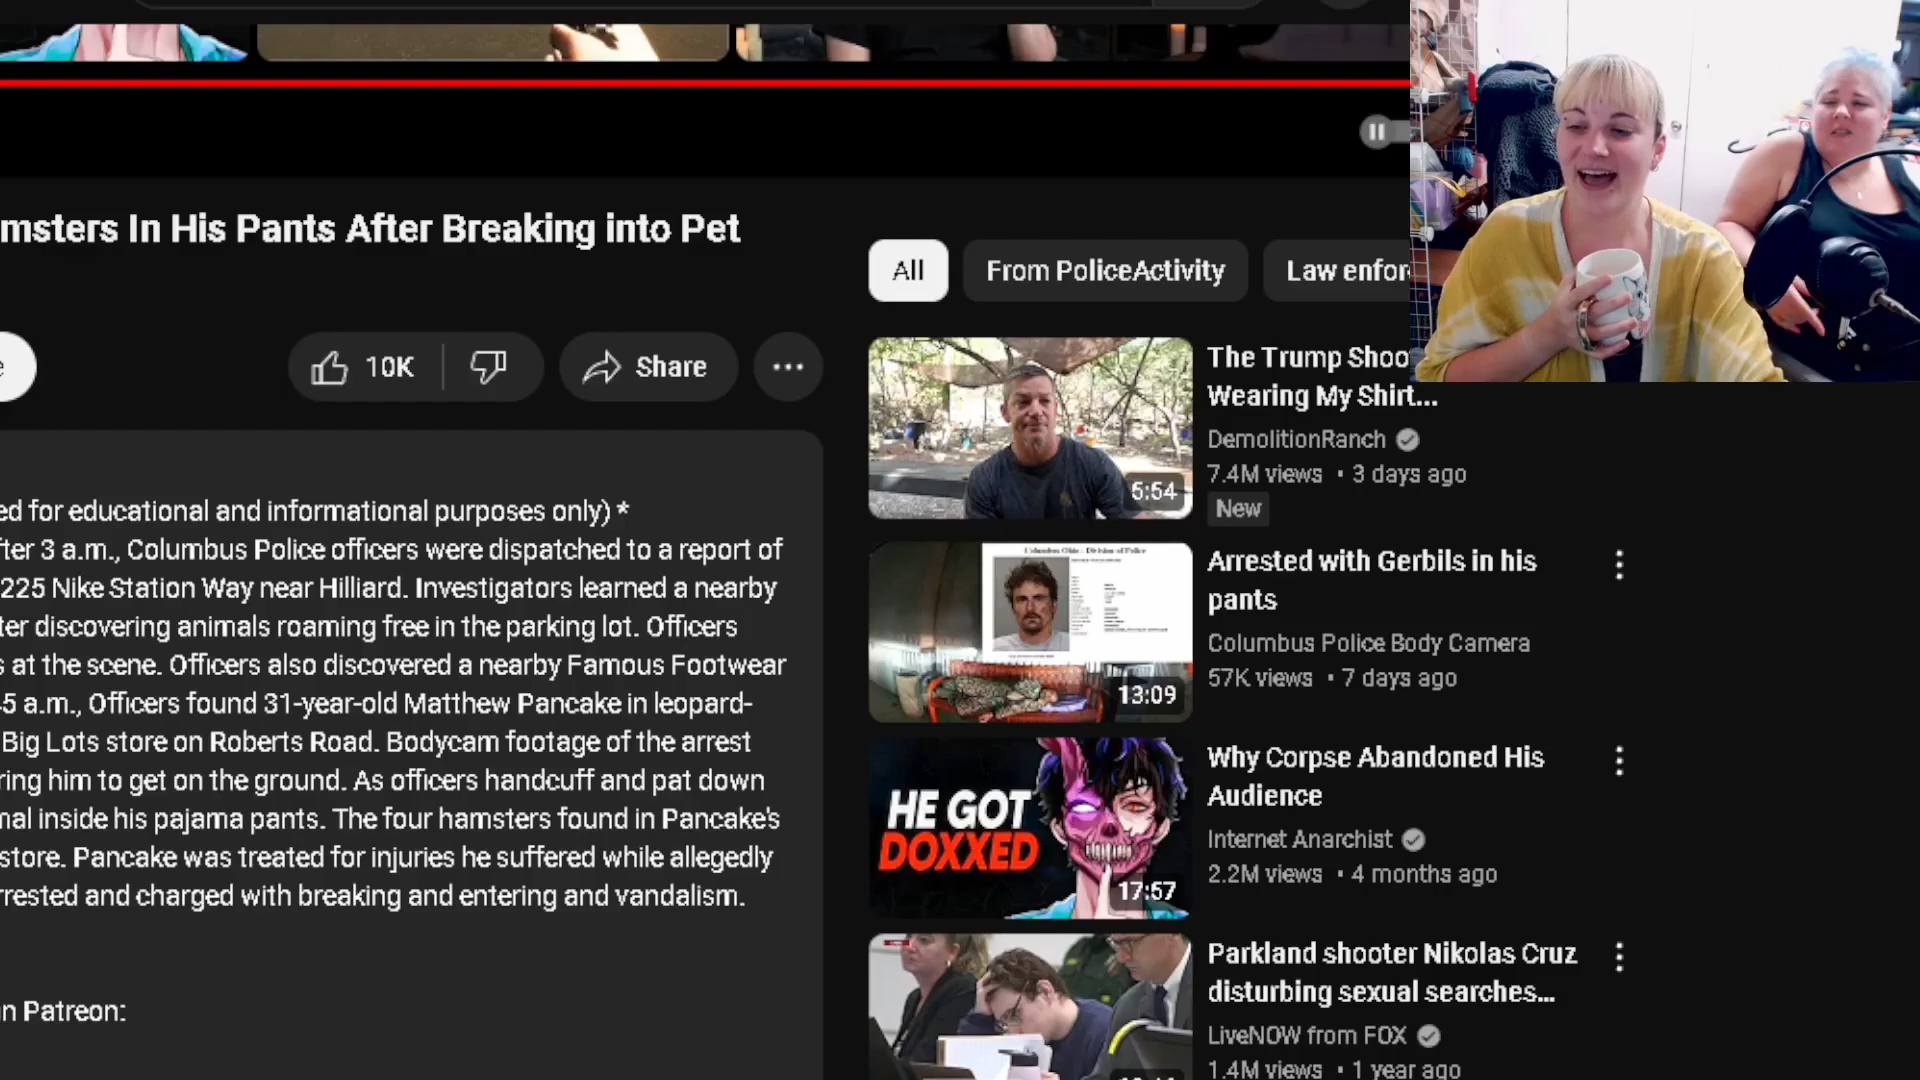 msters In His Pants After Breaking into Pet
All
From PoliceActivity
Law enfor
10K
Share
The Trump Shoo
Wearing My Shirt...
DemolitionRanch
7.4M views • 3 days ago
New
5:54
ed for educational and informational purposes only) *
fter 3 a.m., Columbus Police officers were dispatched to a report of
225 Nike Station Way near Hilliard. Investigators learned a nearby
ter discovering animals roaming free in the parking lot. Officers
s at the scene. Officers also discovered a nearby Famous Footwear
45 a.m., Officers found 31-year-old Matthew Pancake in leopard-
Big Lots store on Roberts Road. Bodycam footage of the arrest
ring him to get on the ground. As officers handcuff and pat down
mal inside his pajama pants. The four hamsters found in Pancake's
store. Pancake was treated for injuries he suffered while allegedly
rrested and charged with breaking and entering and vandalism.
n Patreon:
Columbus Ohio - Division of Police
13:09
Arrested with Gerbils in his
pants
Columbus Police Body Camera
57K views • 7 days ago
HE GOT
DOXXED
17:57
Why Corpse Abandoned His
Audience
Internet Anarchist
2.2M views • 4 months ago
Parkland shooter Nikolas Cruz
disturbing sexual searches...
LiveNOW from FOX
1.4M views • 1 year ago